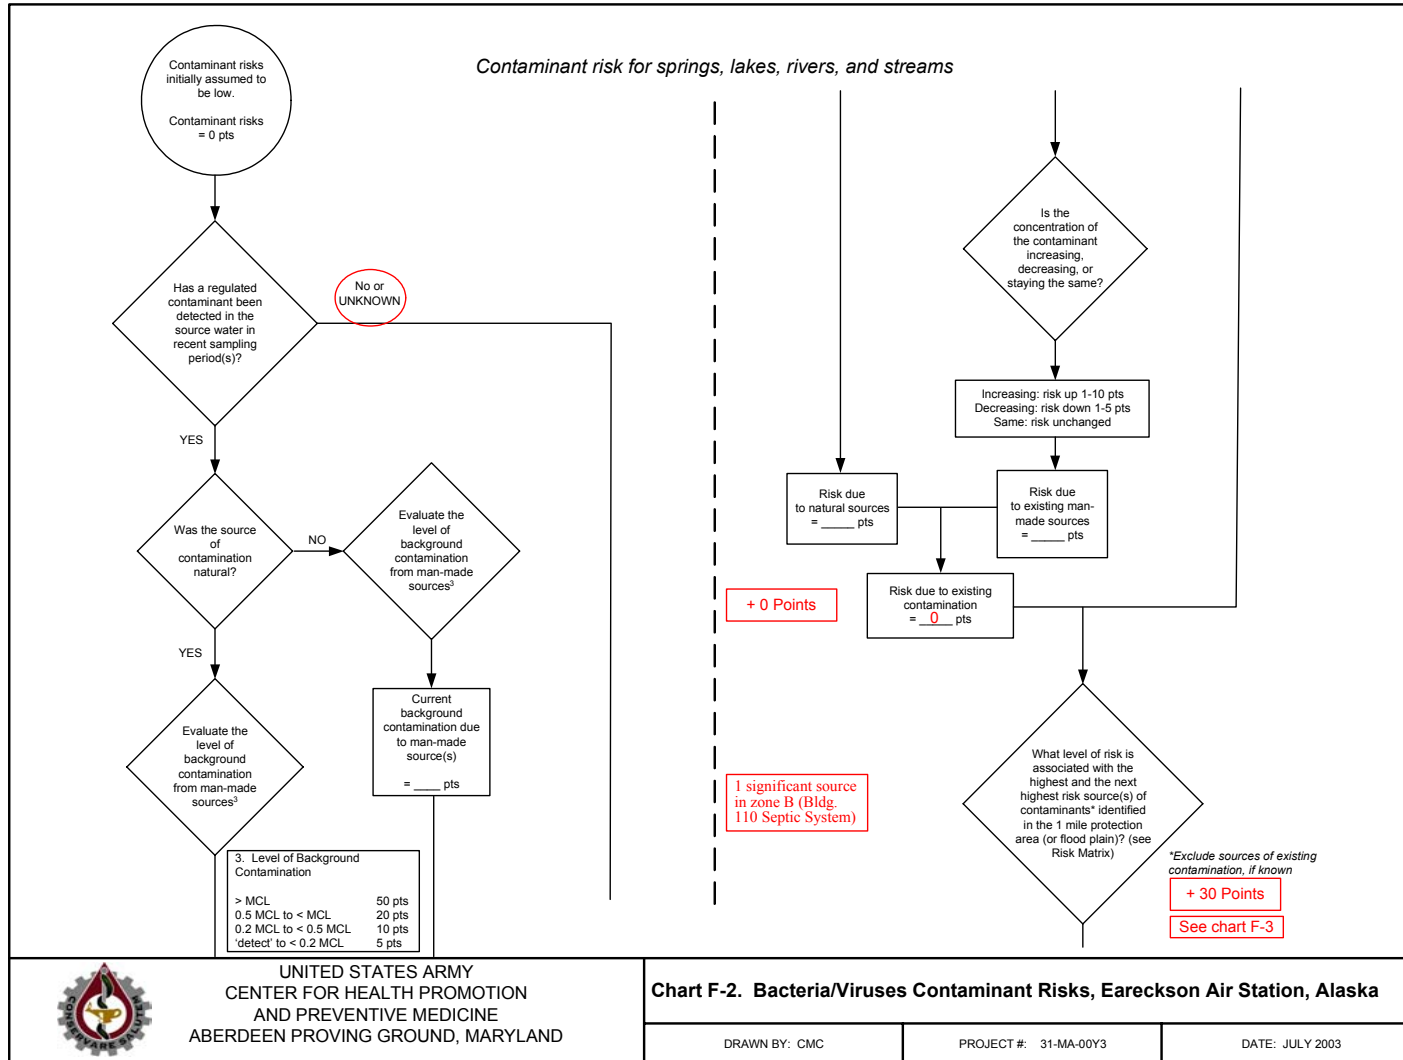 Contaminant risk for springs, lakes, rivers, and streams
Contaminant risks
initially assumed to
be low.
Contaminant risks
= 0 pts
Has a regulated
contaminant been
detected in the
source water in
recent sampling
period(s)?
No or
UNKNOWN
YES
Was the source
of
contamination
natural?
NO
Evaluate the
level of
background
contamination
from man-made
sources³
YES
Current
background
contamination due
to man-made
source(s)
= ____ pts
Evaluate the
level of
background
contamination
from man-made
sources³
3. Level of Background
Contamination
> MCL 50 pts
0.5 MCL to < MCL 20 pts
0.2 MCL to < 0.5 MCL 10 pts
'detect' to < 0.2 MCL 5 pts
Is the
concentration of
the contaminant
increasing,
decreasing, or
staying the same?
Increasing: risk up 1-10 pts
Decreasing: risk down 1-5 pts
Same: risk unchanged
Risk due
to natural sources
= _____ pts
Risk due
to existing man-
made sources
= _____ pts
+ 0 Points
Risk due to existing
contamination
= __0__ pts
1 significant source
in zone B (Bldg.
110 Septic System)
What level of risk is
associated with the
highest and the next
highest risk source(s) of
contaminants* identified
in the 1 mile protection
area (or flood plain)? (see
Risk Matrix)
*Exclude sources of existing
contamination, if known
+ 30 Points
See chart F-3
CONSERVARE SALUTEM
UNITED STATES ARMY
CENTER FOR HEALTH PROMOTION
AND PREVENTIVE MEDICINE
ABERDEEN PROVING GROUND, MARYLAND
Chart F-2. Bacteria/Viruses Contaminant Risks, Eareckson Air Station, Alaska
DRAWN BY: CMC
PROJECT #: 31-MA-00Y3
DATE: JULY 2003